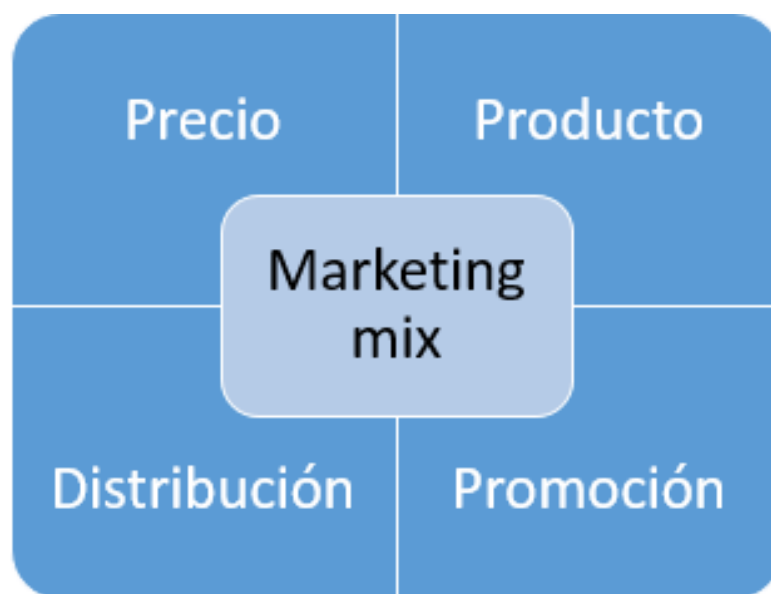 Precio
Producto
Marketing
mix
Distribución
Promoción